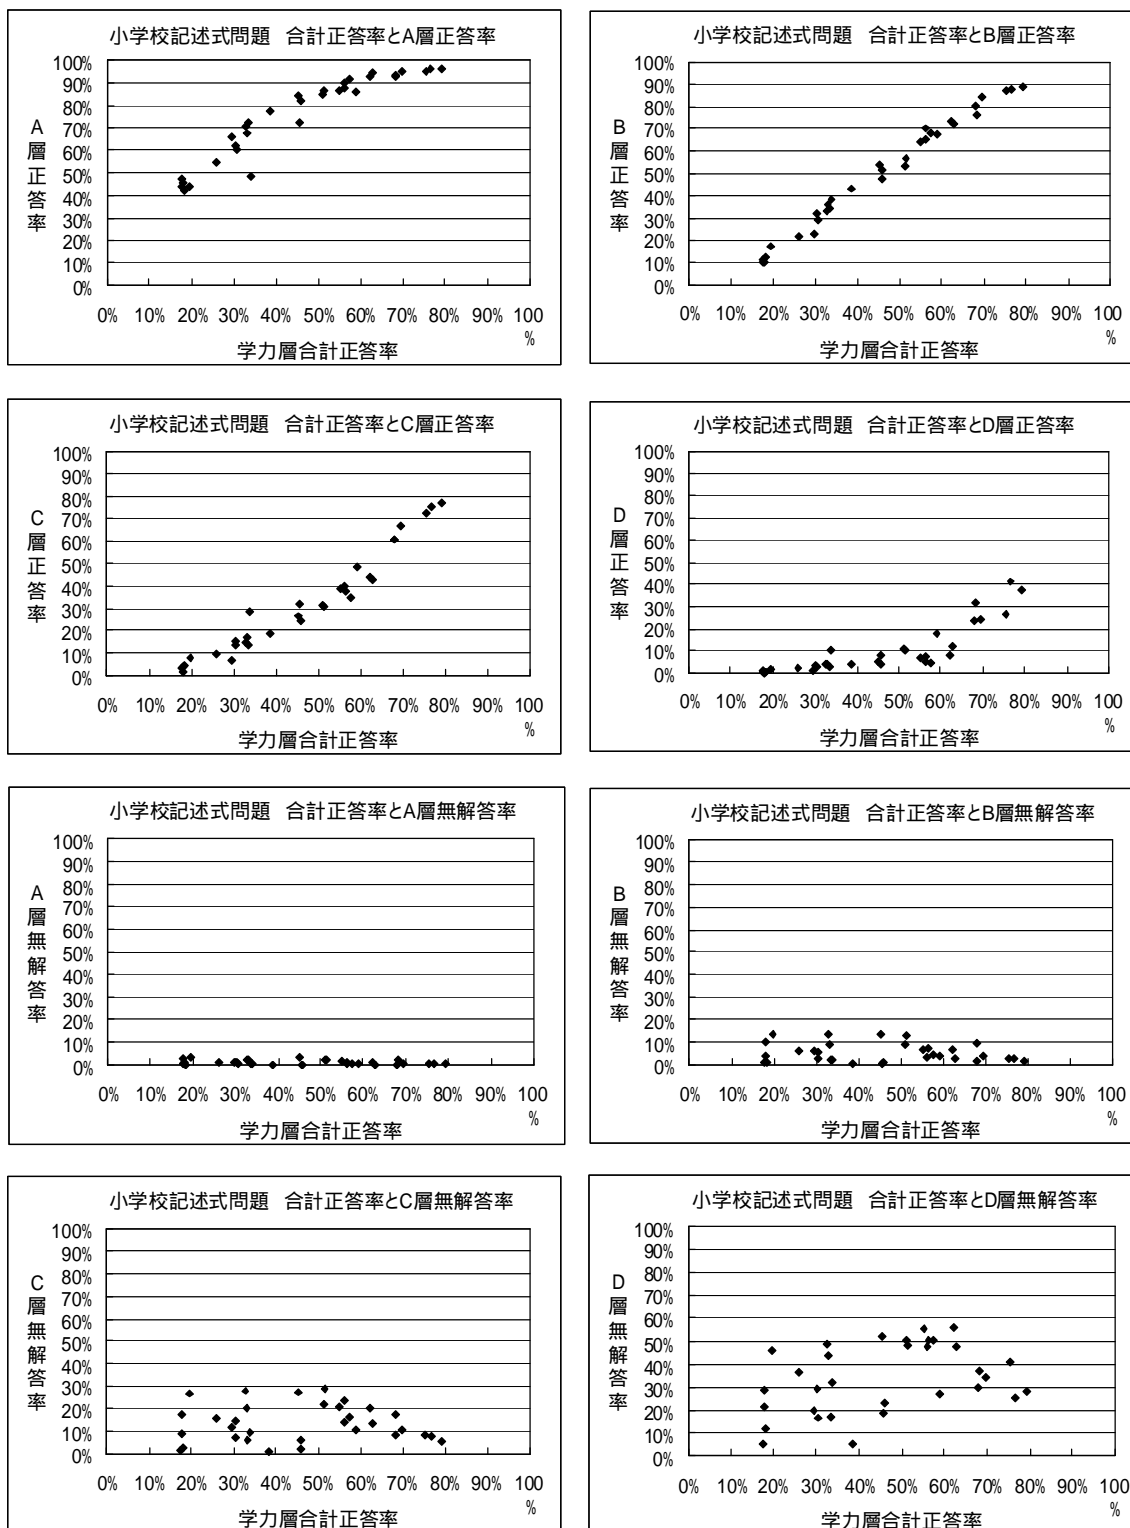 小学校記述式問題 合計正答率とA層正答率
100%
90%
80%
70%
60%
50%
40%
30%
20%
10%
0%
A層正答率
0% 10% 20% 30% 40% 50% 60% 70% 80% 90% 100%
学力層合計正答率
小学校記述式問題 合計正答率とB層正答率
100%
90%
80%
70%
60%
50%
40%
30%
20%
10%
0%
B層正答率
0% 10% 20% 30% 40% 50% 60% 70% 80% 90% 100%
学力層合計正答率
小学校記述式問題 合計正答率とC層正答率
100%
90%
80%
70%
60%
50%
40%
30%
20%
10%
0%
C層正答率
0% 10% 20% 30% 40% 50% 60% 70% 80% 90% 100%
学力層合計正答率
小学校記述式問題 合計正答率とD層正答率
100%
90%
80%
70%
60%
50%
40%
30%
20%
10%
0%
D層正答率
0% 10% 20% 30% 40% 50% 60% 70% 80% 90% 100%
学力層合計正答率
小学校記述式問題 合計正答率とA層無解答率
100%
90%
80%
70%
60%
50%
40%
30%
20%
10%
0%
A層無解答率
0% 10% 20% 30% 40% 50% 60% 70% 80% 90% 100%
学力層合計正答率
小学校記述式問題 合計正答率とB層無解答率
100%
90%
80%
70%
60%
50%
40%
30%
20%
10%
0%
B層無解答率
0% 10% 20% 30% 40% 50% 60% 70% 80% 90% 100%
学力層合計正答率
小学校記述式問題 合計正答率とC層無解答率
100%
90%
80%
70%
60%
50%
40%
30%
20%
10%
0%
C層無解答率
0% 10% 20% 30% 40% 50% 60% 70% 80% 90% 100%
学力層合計正答率
小学校記述式問題 合計正答率とD層無解答率
100%
90%
80%
70%
60%
50%
40%
30%
20%
10%
0%
D層無解答率
0% 10% 20% 30% 40% 50% 60% 70% 80% 90% 100%
学力層合計正答率